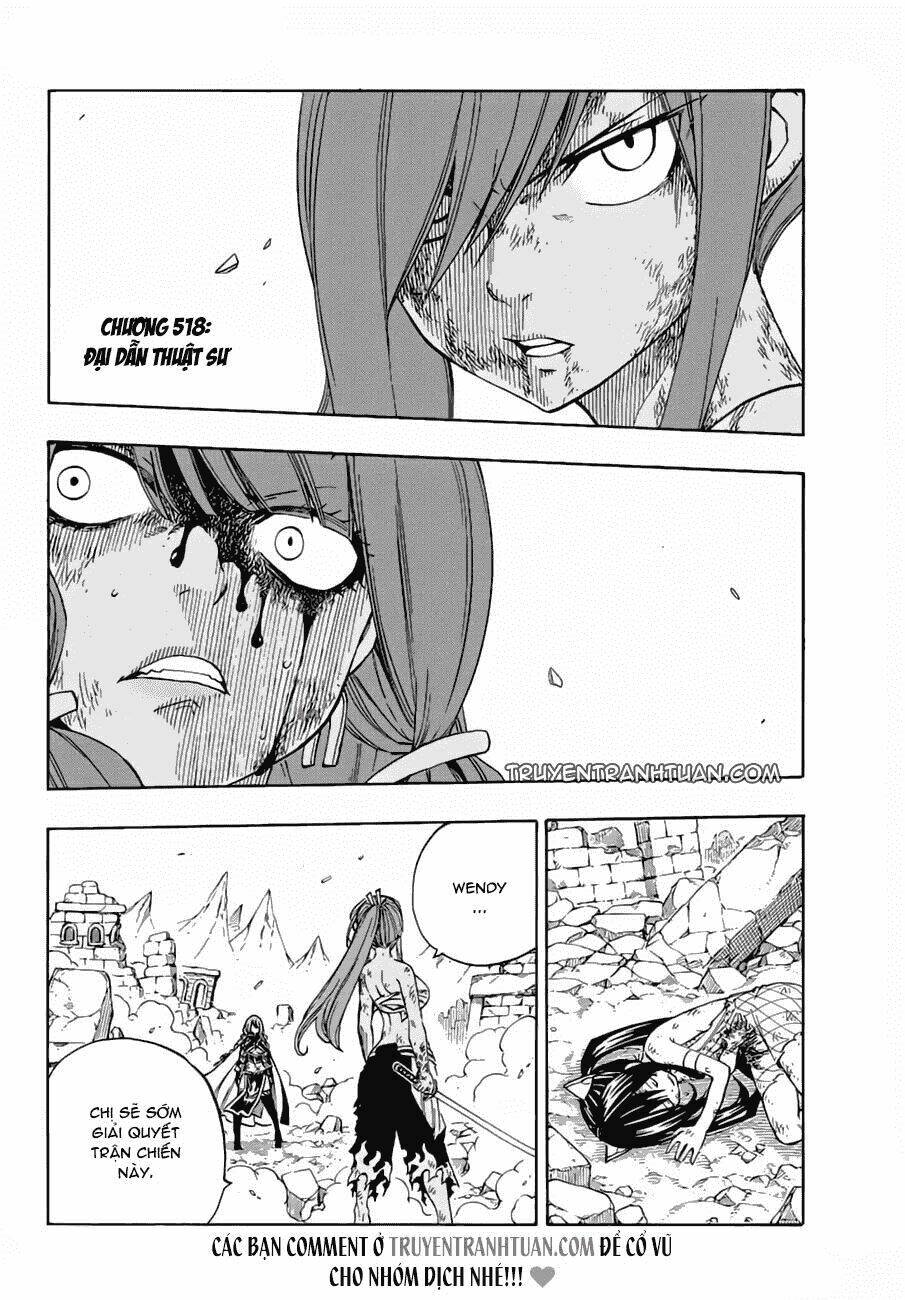 CHƯƠNG 518:
ĐẠI DẪN THUẬT SƯ
TRUYENTRANHTUAN.COM
WENDY
...
CHỊ SẼ SỚM
GIẢI QUYẾT
TRẬN CHIẾN
NÀY.
CÁC BẠN COMMENT Ở TRUYENTRANHTUAN.COM ĐỂ CỔ VŨ
CHO NHÓM DỊCH NHÉ!!!